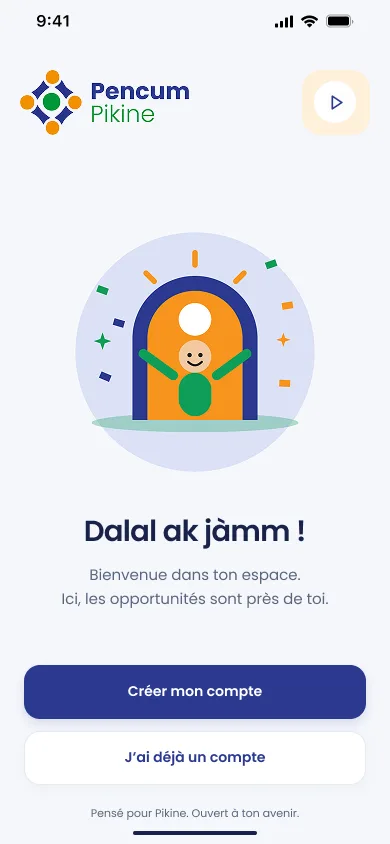 9:41
Pencum
Pikine
Dalal ak jàmm !
Bienvenue dans ton espace.
Ici, les opportunités sont près de toi.
Créer mon compte
J’ai déjà un compte
Pensé pour Pikine. Ouvert à ton avenir.